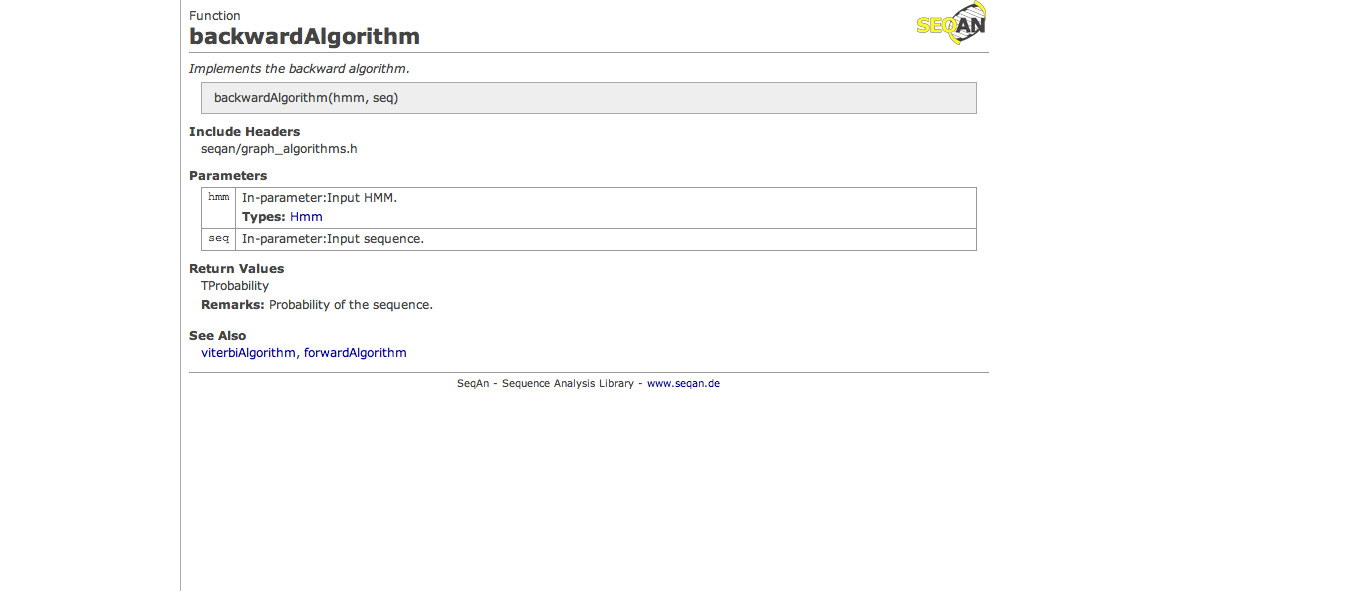 Function
SEQAN
backwardAlgorithm
Implements the backward algorithm.
backwardAlgorithm(hmm, seq)
Include Headers
seqan/graph_algorithms.h
Parameters
hmm In-parameter:Input HMM.
Types: Hmm
seq In-parameter:Input sequence.
Return Values
TProbability
Remarks: Probability of the sequence.
See Also
viterbiAlgorithm, forwardAlgorithm
SeqAn - Sequence Analysis Library - www.seqan.de